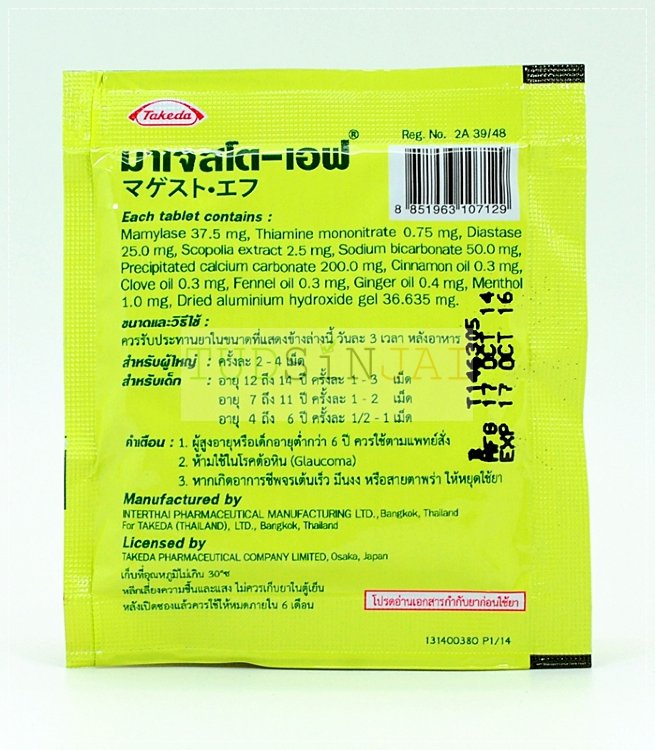 Takeda
Reg. No. 2A 39/48
มาเจสโต-เอฟ®
マゲスト・エフ
8 851963 107129
Each tablet contains :
Mamylase 37.5 mg, Thiamine mononitrate 0.75 mg, Diastase
25.0 mg, Scopolia extract 2.5 mg, Sodium bicarbonate 50.0 mg,
Precipitated calcium carbonate 200.0 mg, Cinnamon oil 0.3 mg,
Clove oil 0.3 mg, Fennel oil 0.3 mg, Ginger oil 0.4 mg, Menthol
1.0 mg, Dried aluminium hydroxide gel 36.635 mg.
ขนาดและวิธีใช้ :
ควรรับประทานยาในขนาดที่แสดงข้างล่างนี้ วันละ 3 เวลา หลังอาหาร
สำหรับผู้ใหญ่ : ครั้งละ 2 - 4 เม็ด
สำหรับเด็ก : อายุ 12 ถึง 14 ปี ครั้งละ 1 - 3 เม็ด
อายุ 7 ถึง 11 ปี ครั้งละ 1 - 2 เม็ด
อายุ 4 ถึง 6 ปี ครั้งละ 1/2 - 1 เม็ด
17 OCT 14
EXP 17 OCT 16
คำเตือน : 1. ผู้สูงอายุหรือเด็กอายุต่ำกว่า 6 ปี ควรใช้ตามแพทย์สั่ง
2. ห้ามใช้ในโรคต้อหิน (Glaucoma)
3. หากเกิดอาการชีพจรเต้นเร็ว มึนงง หรือสายตาพร่า ให้หยุดใช้ยา
Manufactured by
INTERTHAI PHARMACEUTICAL MANUFACTURING LTD., Bangkok, Thailand
For TAKEDA (THAILAND), LTD., Bangkok, Thailand
Licensed by
TAKEDA PHARMACEUTICAL COMPANY LIMITED, Osaka, Japan
เก็บที่อุณหภูมิไม่เกิน 30°ซ
หลีกเลี่ยงความชื้นและแสง ไม่ควรเก็บยาในตู้เย็น
หลังเปิดซองแล้วควรใช้ให้หมดภายใน 6 เดือน
โปรดอ่านเอกสารกำกับยาก่อนใช้ยา
131400380 P1/14